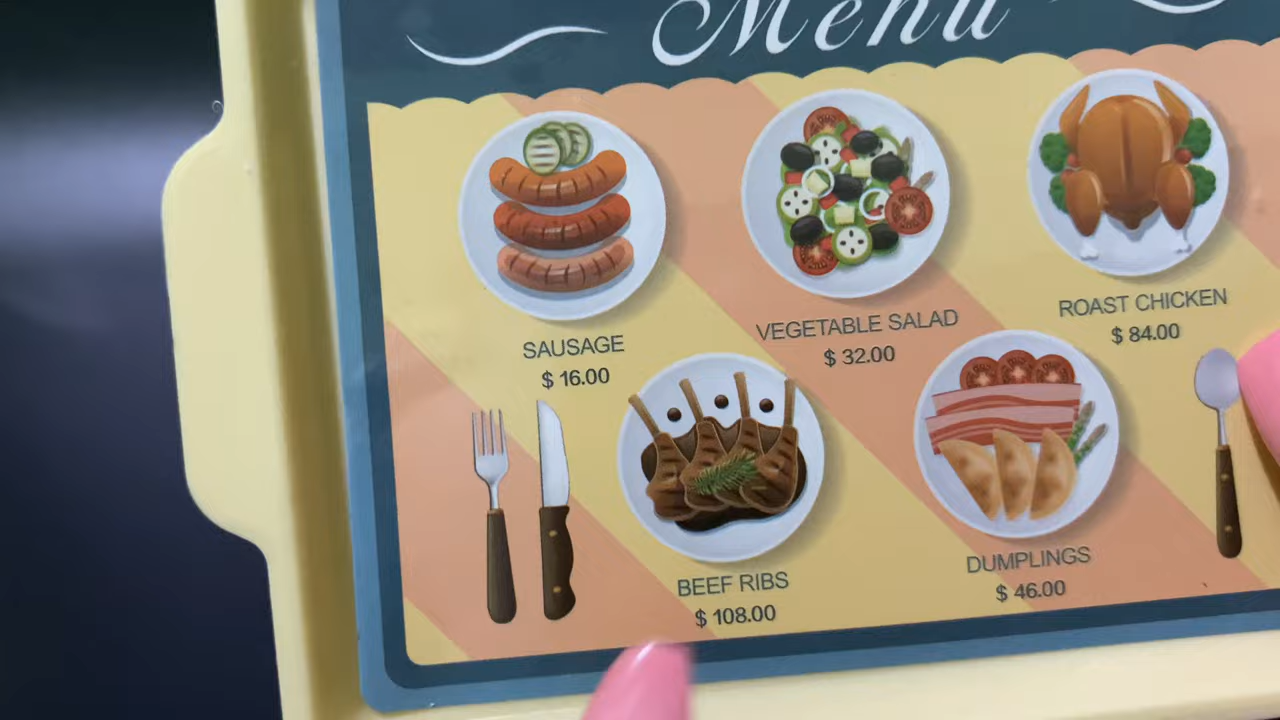 Menu
SAUSAGE
$ 16.00
VEGETABLE SALAD
$ 32.00
ROAST CHICKEN
$ 84.00
BEEF RIBS
$ 108.00
DUMPLINGS
$ 46.00